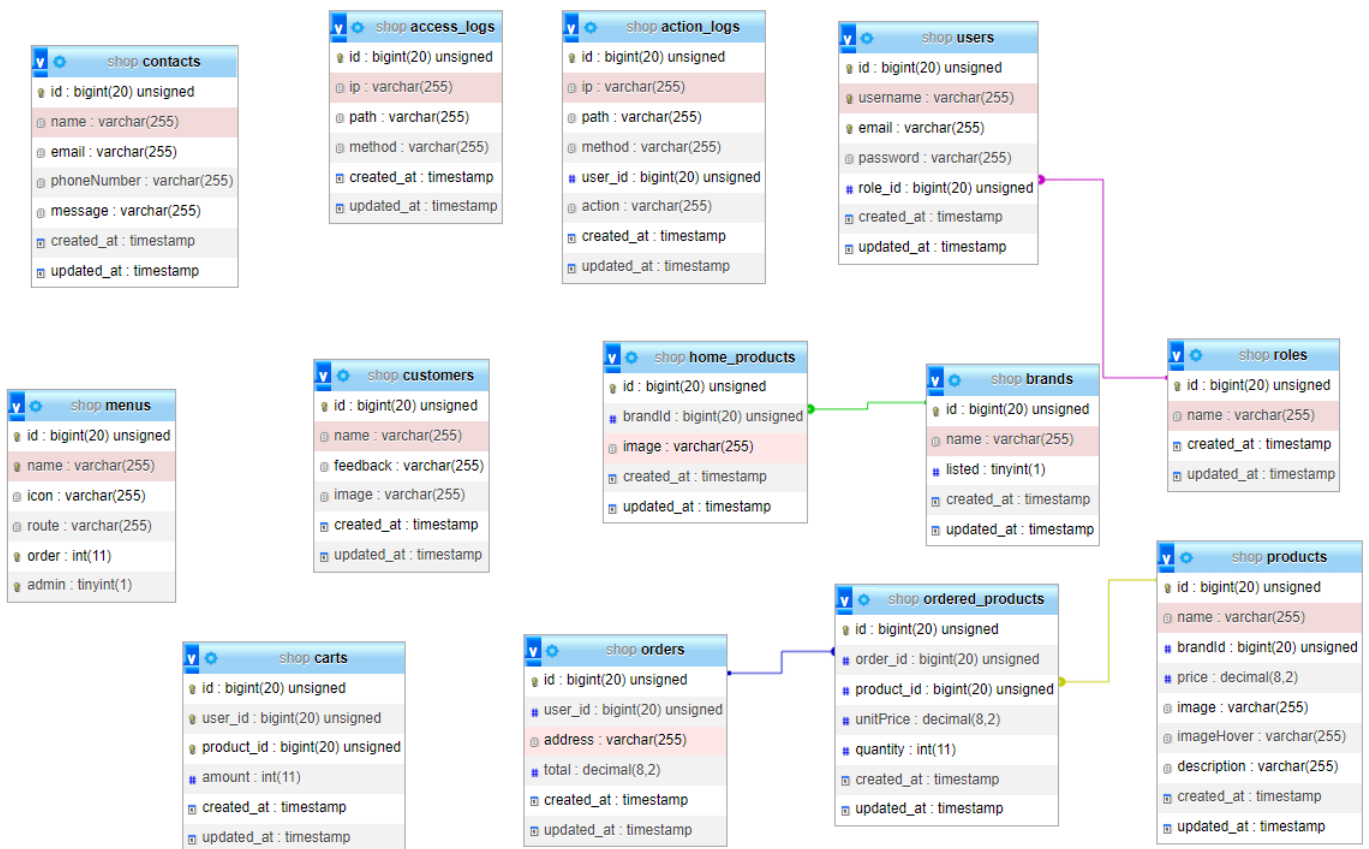 shop contacts
id : bigint(20) unsigned
name : varchar(255)
email : varchar(255)
phoneNumber : varchar(255)
message : varchar(255)
created_at : timestamp
updated_at : timestamp
shop access_logs
id : bigint(20) unsigned
ip : varchar(255)
path : varchar(255)
method : varchar(255)
created_at : timestamp
updated_at : timestamp
shop action_logs
id : bigint(20) unsigned
ip : varchar(255)
path : varchar(255)
method : varchar(255)
user_id : bigint(20) unsigned
action : varchar(255)
created_at : timestamp
updated_at : timestamp
shop users
id : bigint(20) unsigned
username : varchar(255)
email : varchar(255)
password : varchar(255)
role_id : bigint(20) unsigned
created_at : timestamp
updated_at : timestamp
shop menus
id : bigint(20) unsigned
name : varchar(255)
icon : varchar(255)
route : varchar(255)
order : int(11)
admin : tinyint(1)
shop customers
id : bigint(20) unsigned
name : varchar(255)
feedback : varchar(255)
image : varchar(255)
created_at : timestamp
updated_at : timestamp
shop home_products
id : bigint(20) unsigned
brandId : bigint(20) unsigned
image : varchar(255)
created_at : timestamp
updated_at : timestamp
shop brands
id : bigint(20) unsigned
name : varchar(255)
listed : tinyint(1)
created_at : timestamp
updated_at : timestamp
shop roles
id : bigint(20) unsigned
name : varchar(255)
created_at : timestamp
updated_at : timestamp
shop carts
id : bigint(20) unsigned
user_id : bigint(20) unsigned
product_id : bigint(20) unsigned
amount : int(11)
created_at : timestamp
updated_at : timestamp
shop orders
id : bigint(20) unsigned
user_id : bigint(20) unsigned
address : varchar(255)
total : decimal(8,2)
created_at : timestamp
updated_at : timestamp
shop ordered_products
id : bigint(20) unsigned
order_id : bigint(20) unsigned
product_id : bigint(20) unsigned
unitPrice : decimal(8,2)
quantity : int(11)
created_at : timestamp
updated_at : timestamp
shop products
id : bigint(20) unsigned
name : varchar(255)
brandId : bigint(20) unsigned
price : decimal(8,2)
image : varchar(255)
imageHover : varchar(255)
description : varchar(255)
created_at : timestamp
updated_at : timestamp